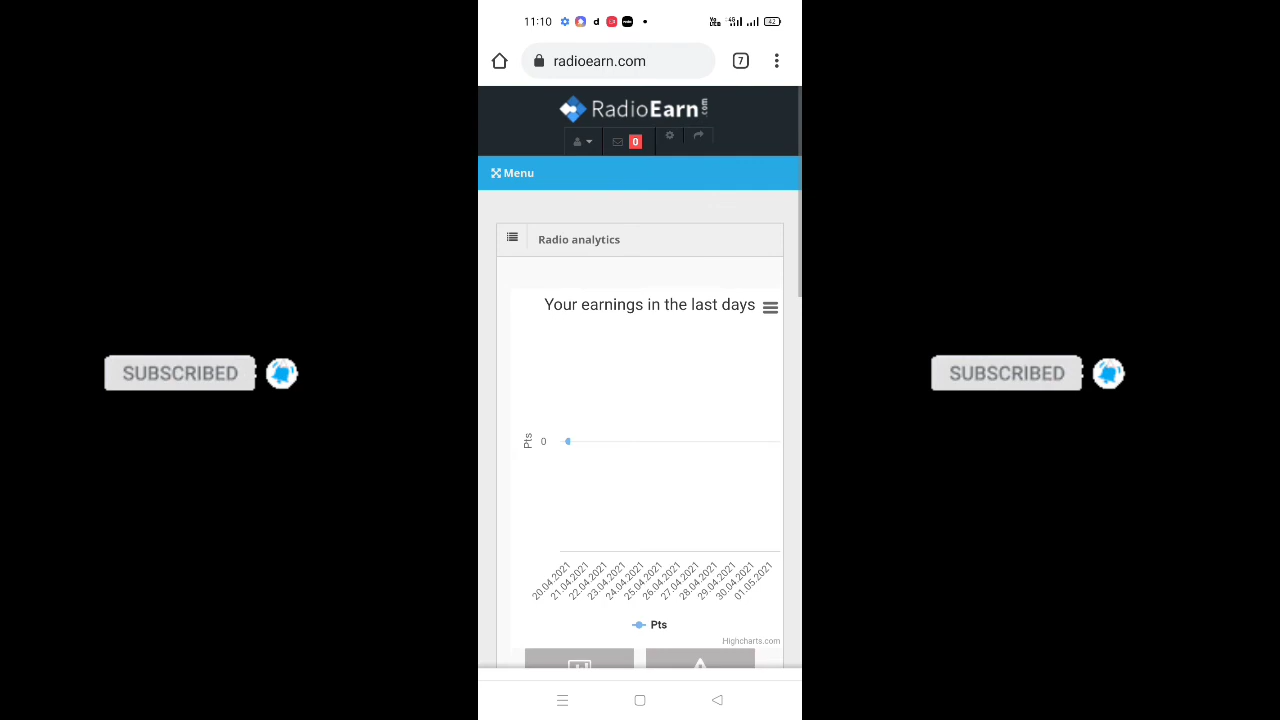 11:10
42
radioearn.com
7
RadioEarn.com
0
Menu
Radio analytics
Your earnings in the last days
Pts
0
20.04.2021
21.04.2021
22.04.2021
23.04.2021
24.04.2021
25.04.2021
26.04.2021
27.04.2021
28.04.2021
29.04.2021
30.04.2021
01.05.2021
Pts
Highcharts.com
SUBSCRIBED
SUBSCRIBED